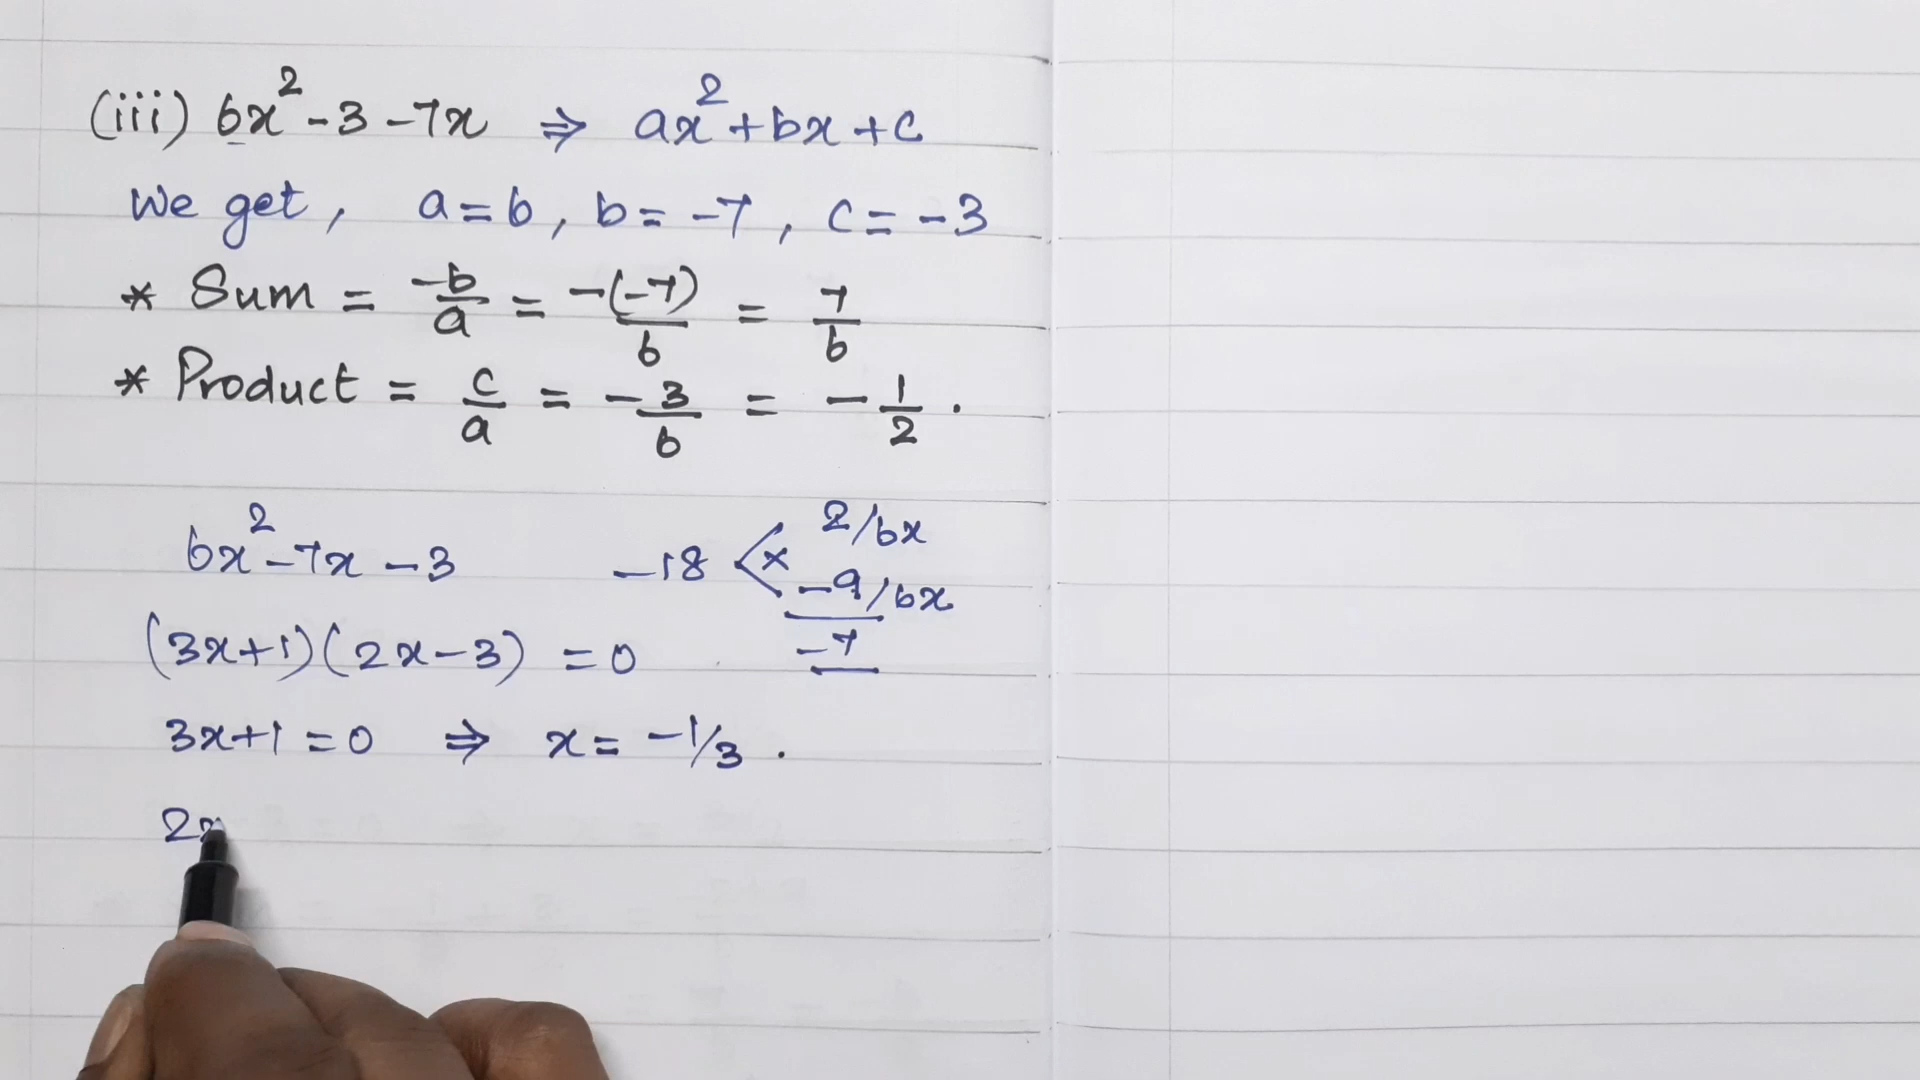 (iii) 6x² - 3 - 7x ⇒ ax² + bx + c
We get, a = 6, b = -7, c = -3
* Sum = -b/a = -(-7)/6 = 7/6
* Product = c/a = -3/6 = -1/2.
6x² - 7x - 3 -18 < × 2/6x
-9/6x
-7
(3x+1)(2x-3) = 0
3x+1 = 0 ⇒ x = -1/3.
2x